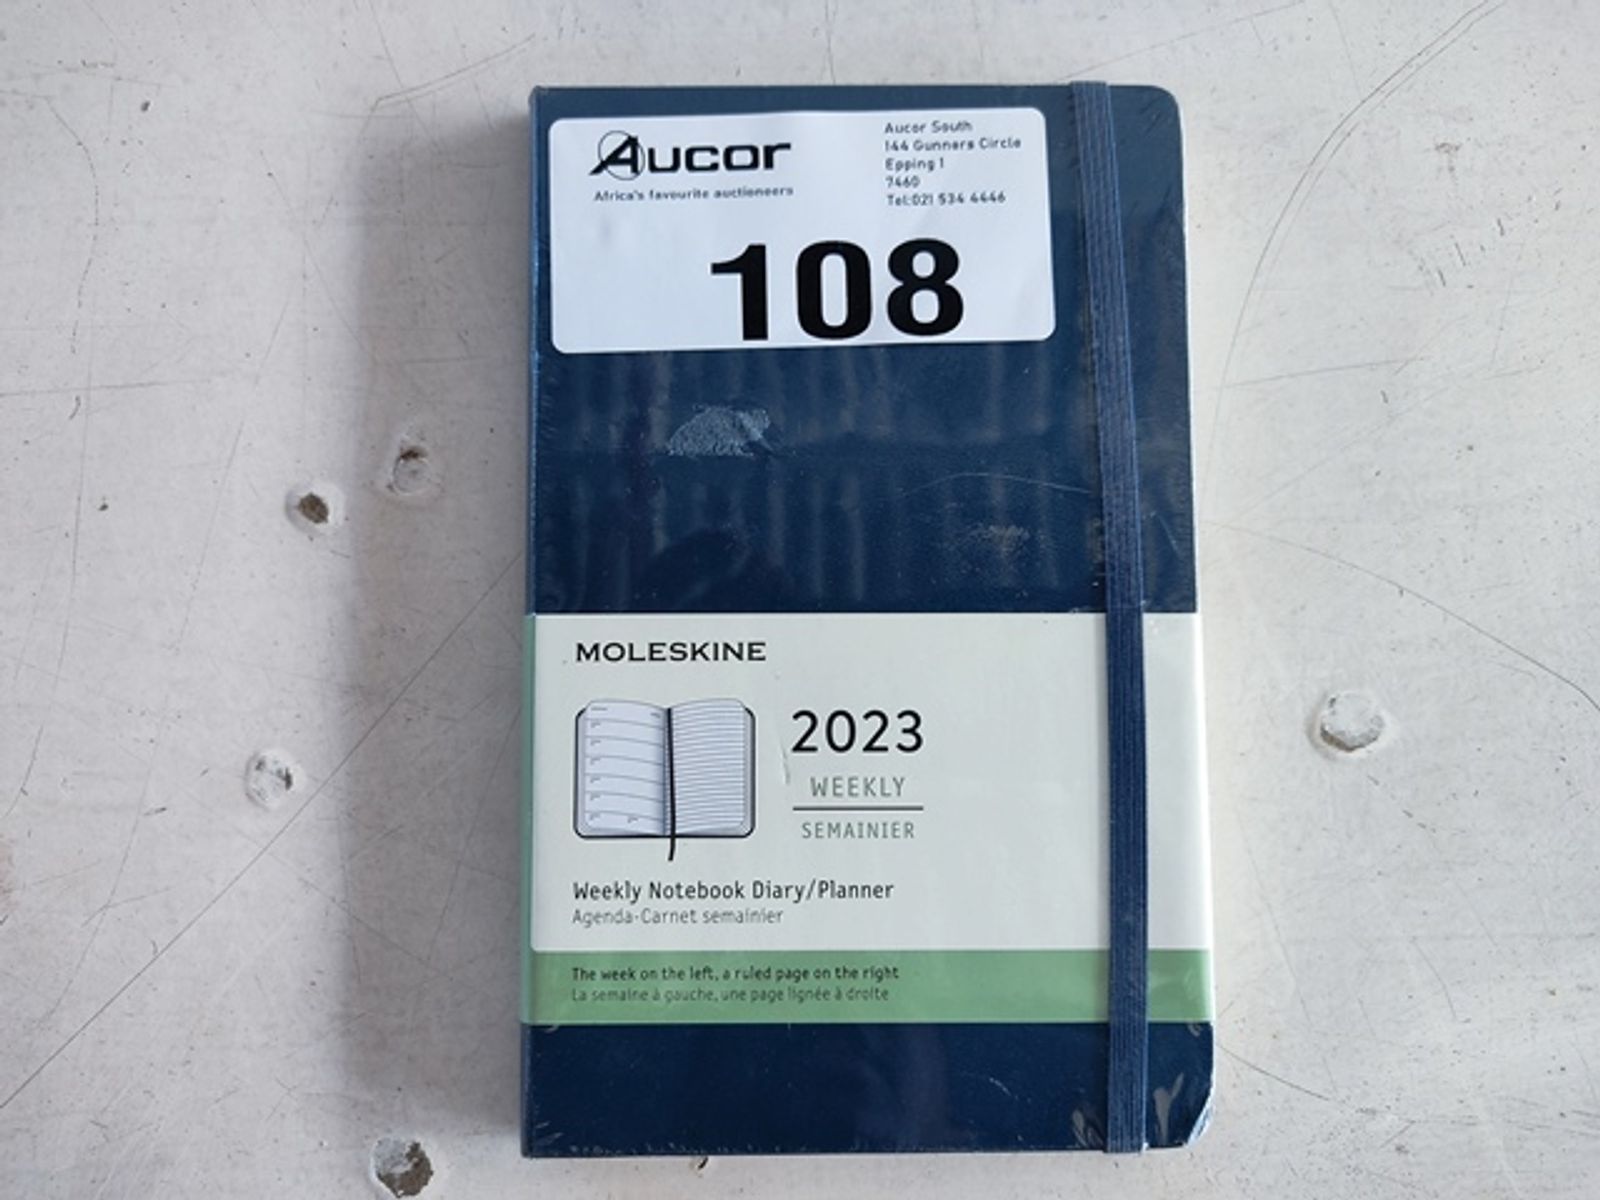 Aucor
Africa's favourite auctioneers
Aucor South
144 Gunners Circle
Epping 1
7460
Tel:021 534 4446
108
MOLESKINE
2023
WEEKLY
SEMAINIER
Weekly Notebook Diary/Planner
Agenda-Carnet semainier
The week on the left, a ruled page on the right
La semaine à gauche, une page lignée à droite